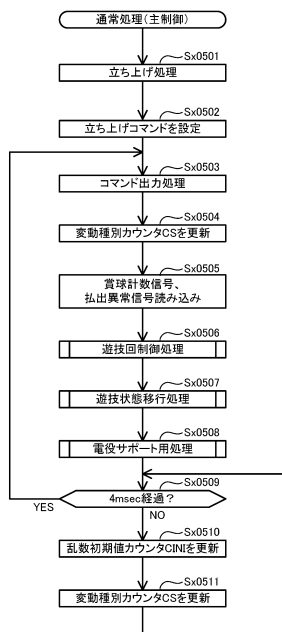 通常処理(主制御)
Sx0501
立ち上げ処理
Sx0502
立ち上げコマンドを設定
Sx0503
コマンド出力処理
Sx0504
変動種別カウンタCSを更新
Sx0505
賞球計数信号、
払出異常信号読み込み
Sx0506
遊技回制御処理
Sx0507
遊技状態移行処理
Sx0508
電役サポート用処理
Sx0509
4msec経過？
YES
NO
Sx0510
乱数初期値カウンタCINIを更新
Sx0511
変動種別カウンタCSを更新